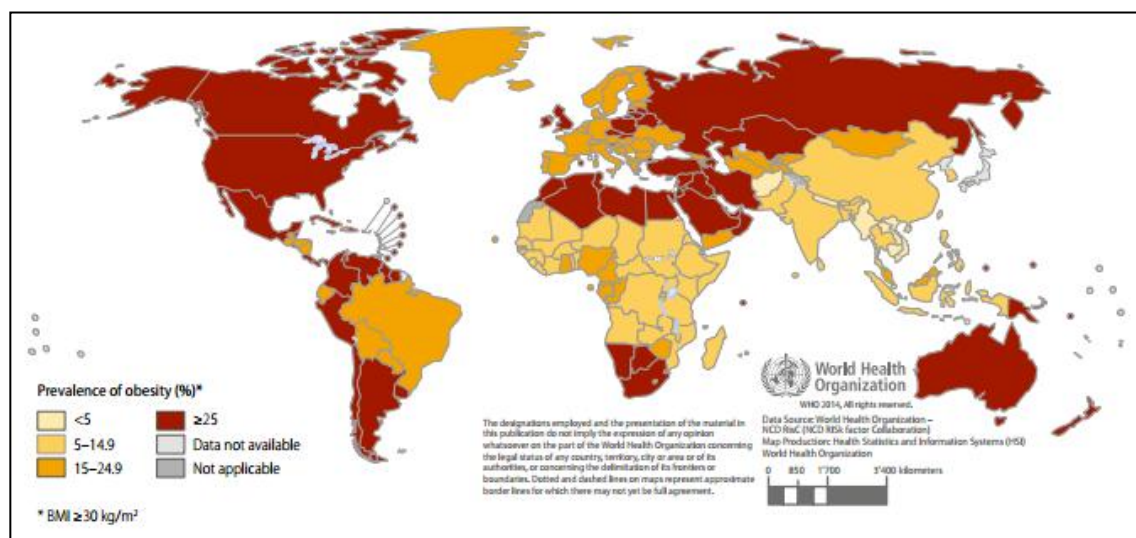 Prevalence of obesity (%)*
<5
5–14.9
15–24.9
≥25
Data not available
Not applicable
* BMI ≥30 kg/m²
The designations employed and the presentation of the material in
this publication do not imply the expression of any opinion
whatsoever on the part of the World Health Organization concerning
the legal status of any country, territory, city or area or of its
authorities, or concerning the delimitation of its frontiers or
boundaries. Dotted and dashed lines on maps represent approximate
border lines for which there may not yet be full agreement.
World Health
Organization
WHO 2014, All rights reserved.
Data Source: World Health Organization –
NCD RisC (NCD RISk factor Collaboration)
Map Production: Health Statistics and Information Systems (HSI)
World Health Organization
0 850 1'700 3'400 kilometers